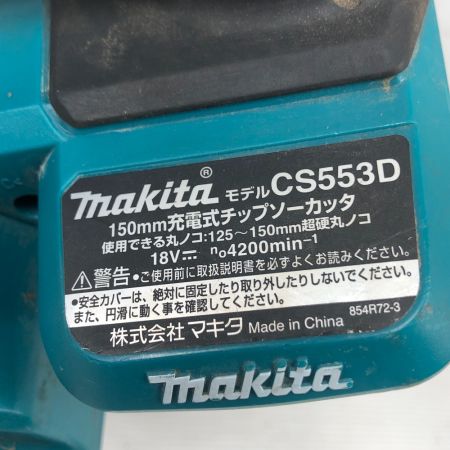 makita® モデル CS553D
150mm充電式チップソーカッタ
使用できる丸ノコ:125～150mm超硬丸ノコ
18V⎓ n₀4200min⁻¹
⚠警告・ご使用前に取扱説明書を必ずよくお読みください。
・安全カバーは、絶対に固定したり取り外したりしないでください。
また、円滑に動く事を確認してください。 854R72-3
株式会社マキタ Made in China
makita